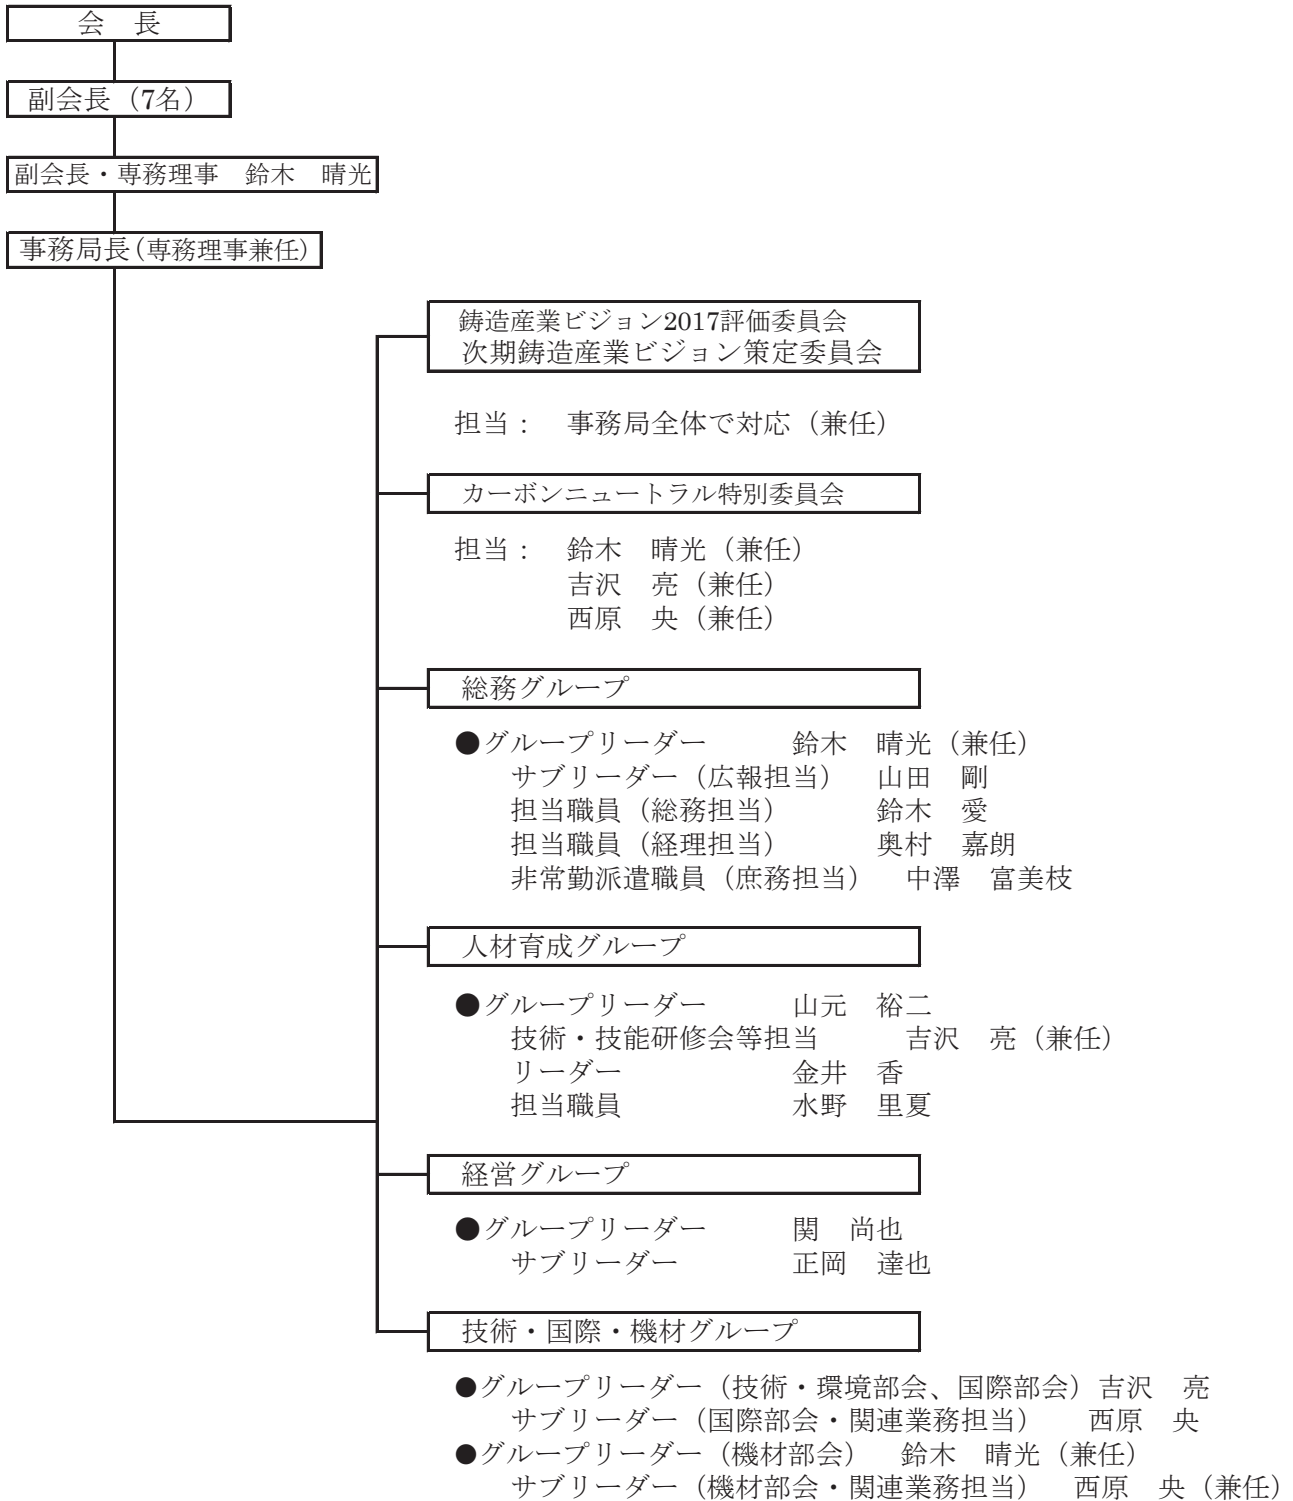 会　長
副会長（7名）
副会長・専務理事　鈴木　晴光
事務局長（専務理事兼任）
鋳造産業ビジョン2017評価委員会
次期鋳造産業ビジョン策定委員会
担当：　事務局全体で対応（兼任）
カーボンニュートラル特別委員会
担当：　鈴木　晴光（兼任）
吉沢　亮（兼任）
西原　央（兼任）
総務グループ
●グループリーダー　　　鈴木　晴光（兼任）
サブリーダー（広報担当）　山田　剛
担当職員（総務担当）　　　鈴木　愛
担当職員（経理担当）　　　奥村　嘉朗
非常勤派遣職員（庶務担当）　中澤　富美枝
人材育成グループ
●グループリーダー　　　山元　裕二
技術・技能研修会等担当　　　吉沢　亮（兼任）
リーダー　　　　　　金井　香
担当職員　　　　　　水野　里夏
経営グループ
●グループリーダー　　　関　尚也
サブリーダー　　　　正岡　達也
技術・国際・機材グループ
●グループリーダー（技術・環境部会、国際部会）吉沢　亮
サブリーダー（国際部会・関連業務担当）　　西原　央
●グループリーダー（機材部会）　鈴木　晴光（兼任）
サブリーダー（機材部会・関連業務担当）　西原　央（兼任）